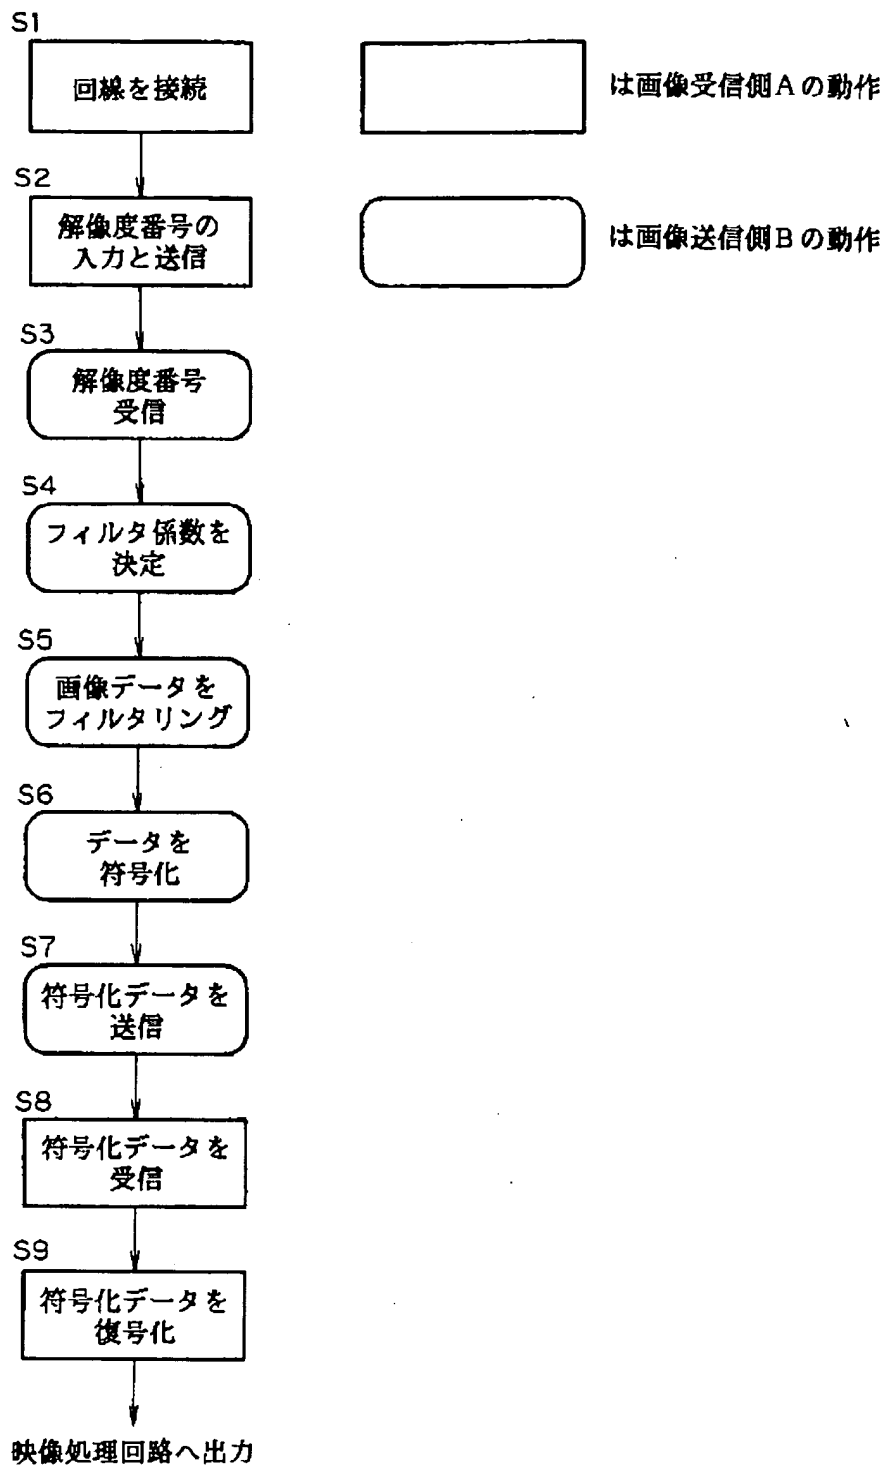 S1
回線を接続
は画像受信側Aの動作
S2
解像度番号の
入力と送信
は画像送信側Bの動作
S3
解像度番号
受信
S4
フィルタ係数を
決定
S5
画像データを
フィルタリング
S6
データを
符号化
S7
符号化データを
送信
S8
符号化データを
受信
S9
符号化データを
復号化
映像処理回路へ出力